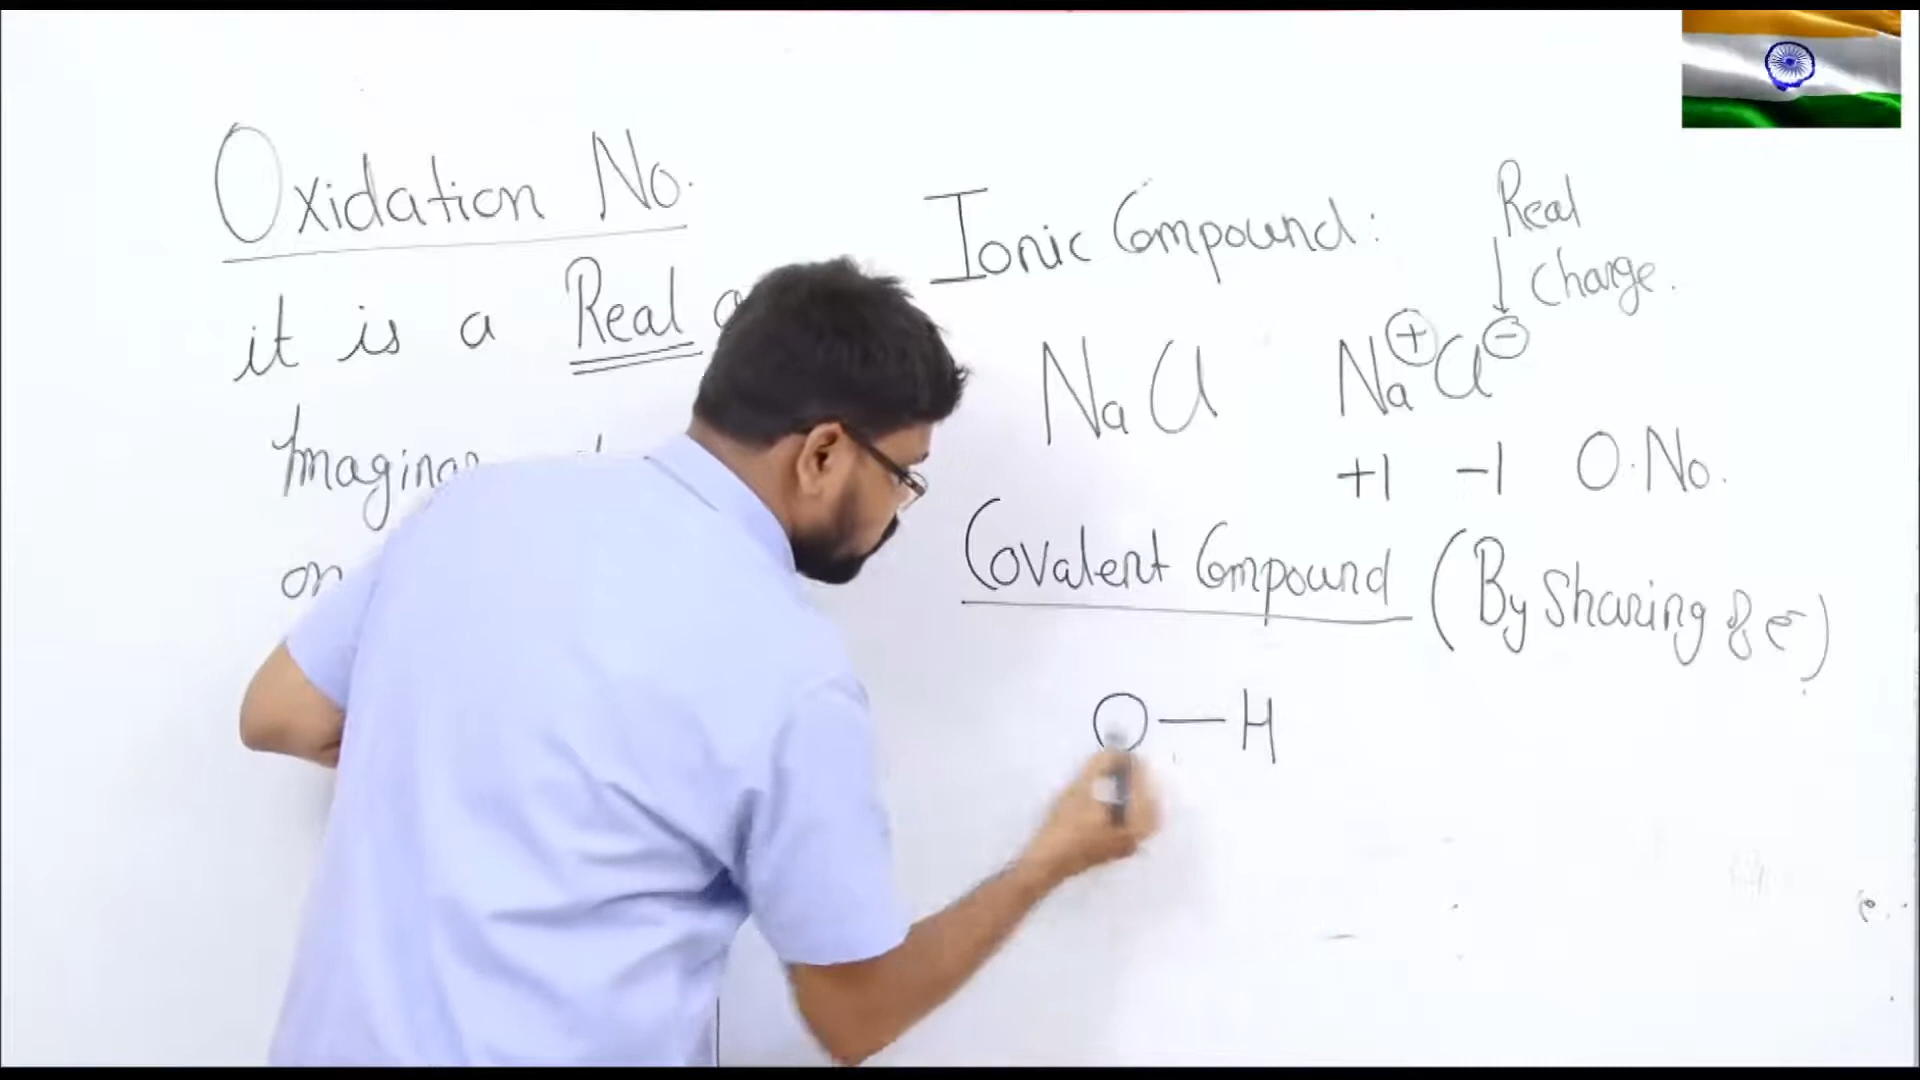 Oxidation No.
it is a Real
on
Ionic Compound:
Real
Charge.
NaCl Na⊕Cl⊖
+1 -1 O.No.
Covalent Compound (By Sharing of e⁻)
O—H